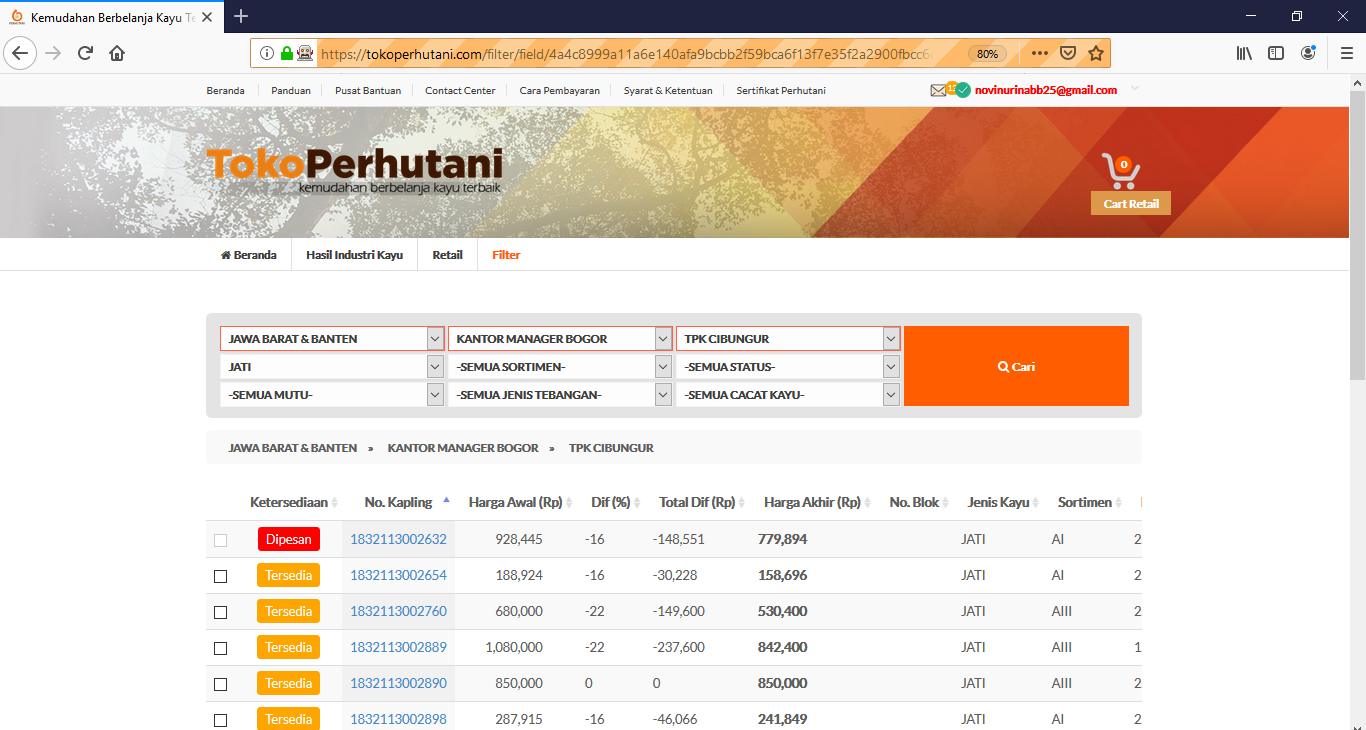 Kemudahan Berbelanja Kayu Te
https://tokoperhutani.com/filter/field/4a4c8999a11a6e140afa9bcbb2f59bca6f13f7e35f2a2900fbcc6 80%
Beranda Panduan Pusat Bantuan Contact Center Cara Pembayaran Syarat & Ketentuan Sertifikat Perhutani novinurinabb25@gmail.com
TokoPerhutani
kemudahan berbelanja kayu terbaik
0
Cart Retail
Beranda Hasil Industri Kayu Retail Filter
JAWA BARAT & BANTEN KANTOR MANAGER BOGOR TPK CIBUNGUR
JATI -SEMUA SORTIMEN- -SEMUA STATUS- Cari
-SEMUA MUTU- -SEMUA JENIS TEBANGAN- -SEMUA CACAT KAYU-
JAWA BARAT & BANTEN » KANTOR MANAGER BOGOR » TPK CIBUNGUR
Ketersediaan No. Kapling Harga Awal (Rp) Dif (%) Total Dif (Rp) Harga Akhir (Rp) No. Blok Jenis Kayu Sortimen
Dipesan 1832113002632 928,445 -16 -148,551 779,894 JATI AI 2
Tersedia 1832113002654 188,924 -16 -30,228 158,696 JATI AI 2
Tersedia 1832113002760 680,000 -22 -149,600 530,400 JATI AIII 2
Tersedia 1832113002889 1,080,000 -22 -237,600 842,400 JATI AIII 1
Tersedia 1832113002890 850,000 0 0 850,000 JATI AIII 2
Tersedia 1832113002898 287,915 -16 -46,066 241,849 JATI AI 2